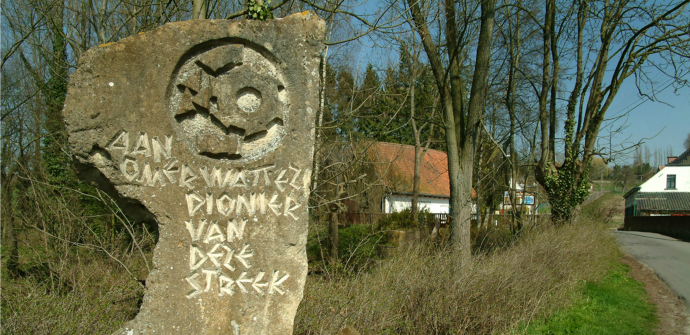 AAN
OMER WATTEZ
PIONIER
VAN
DEZE
STREEK